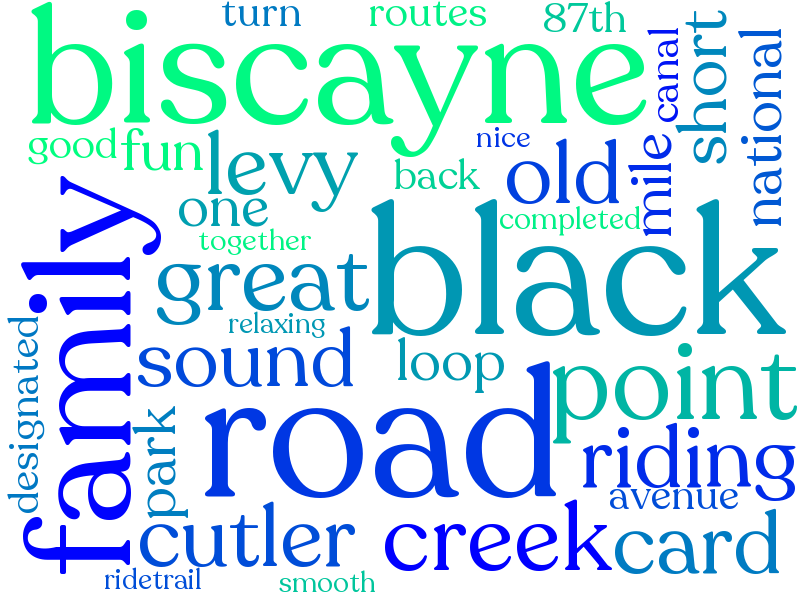 turn
routes
87th
biscayne
canal
short
national
good
fun
nice
levy
back
old
mile
one
completed
together
family
great
black
relaxing
designated
sound
loop
point
park
road
riding
avenue
cutler
creek
card
ridetrail
smooth